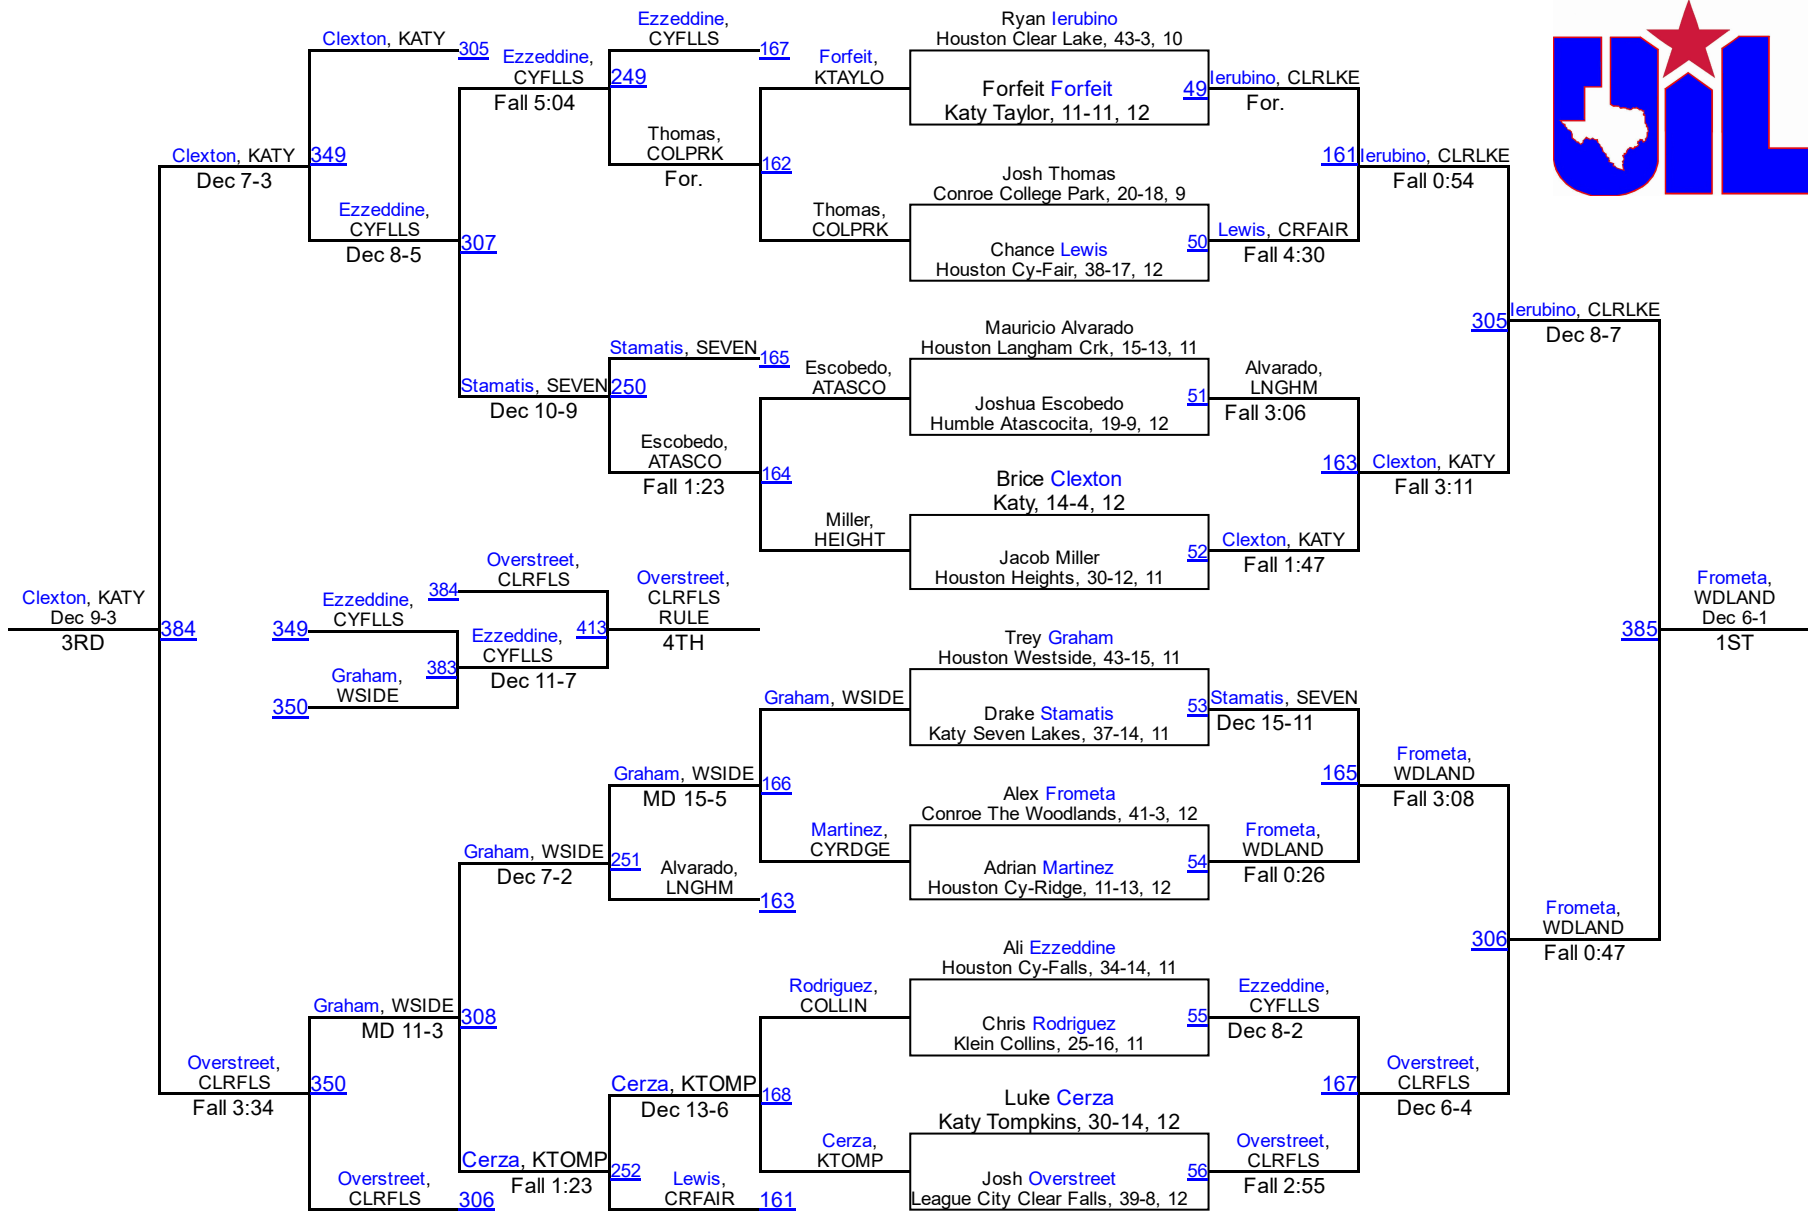 Clexton, KATY
305
Ezzeddine,
CYFLLS
Fall 5:04
Ezzeddine,
CYFLLS
167
249
Forfeit,
KTAYLO
Ryan Ierubino
Houston Clear Lake, 43-3, 10
Forfeit Forfeit
Katy Taylor, 11-11, 12
49
Ierubino, CLRLKE
For.
UIL
Clexton, KATY
Dec 7-3
349
Thomas,
COLPRK
For.
162
Josh Thomas
Conroe College Park, 20-18, 9
161
Ierubino, CLRLKE
Fall 0:54
Ezzeddine,
CYFLLS
Dec 8-5
307
Thomas,
COLPRK
Chance Lewis
Houston Cy-Fair, 38-17, 12
50
Lewis, CRFAIR
Fall 4:30
305
Ierubino, CLRLKE
Dec 8-7
Stamatis, SEVEN
165
Mauricio Alvarado
Houston Langham Crk, 15-13, 11
Stamatis, SEVEN
Dec 10-9
250
Escobedo,
ATASCO
Joshua Escobedo
Humble Atascocita, 19-9, 12
51
Alvarado,
LNGHM
Fall 3:06
Escobedo,
ATASCO
Fall 1:23
164
Brice Clexton
Katy, 14-4, 12
163
Clexton, KATY
Fall 3:11
Miller,
HEIGHT
Jacob Miller
Houston Heights, 30-12, 11
52
Clexton, KATY
Fall 1:47
Clexton, KATY
Dec 9-3
3RD
384
349
Ezzeddine,
CYFLLS
384
Overstreet,
CLRFLS
Overstreet,
CLRFLS
RULE
4TH
413
Ezzeddine,
CYFLLS
Dec 11-7
383
Graham,
WSIDE
350
385
Frometa,
WDLAND
Dec 6-1
1ST
Trey Graham
Houston Westside, 43-15, 11
Graham, WSIDE
Drake Stamatis
Katy Seven Lakes, 37-14, 11
53
Stamatis, SEVEN
Dec 15-11
Graham, WSIDE
MD 15-5
166
Alex Frometa
Conroe The Woodlands, 41-3, 12
165
Frometa,
WDLAND
Fall 3:08
Graham, WSIDE
Dec 7-2
251
Martinez,
CYRDGE
Adrian Martinez
Houston Cy-Ridge, 11-13, 12
54
Frometa,
WDLAND
Fall 0:26
Alvarado,
LNGHM
163
306
Frometa,
WDLAND
Fall 0:47
Ali Ezzeddine
Houston Cy-Falls, 34-14, 11
Graham, WSIDE
MD 11-3
308
Rodriguez,
COLLIN
Chris Rodriguez
Klein Collins, 25-16, 11
55
Ezzeddine,
CYFLLS
Dec 8-2
Overstreet,
CLRFLS
Fall 3:34
350
Cerza, KTOMP
Dec 13-6
168
Luke Cerza
Katy Tompkins, 30-14, 12
167
Overstreet,
CLRFLS
Dec 6-4
Cerza, KTOMP
Fall 1:23
252
Cerza,
KTOMP
Josh Overstreet
League City Clear Falls, 39-8, 12
56
Overstreet,
CLRFLS
Fall 2:55
Overstreet,
CLRFLS
306
Lewis,
CRFAIR
161